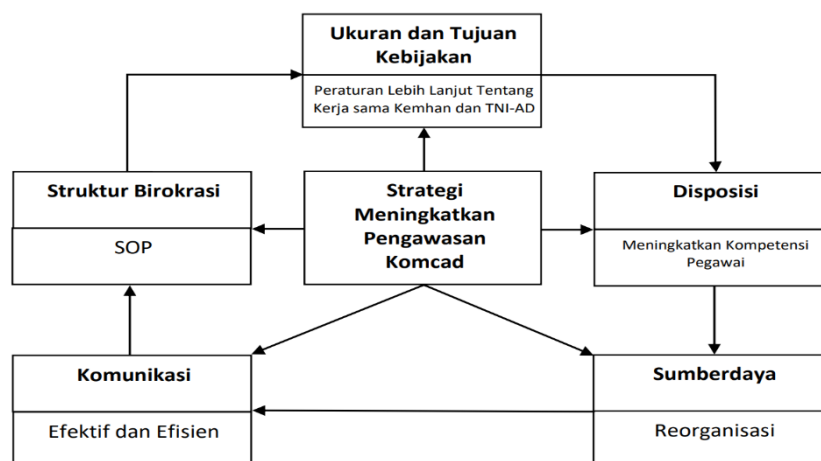 Ukuran dan Tujuan
Kebijakan
Peraturan Lebih Lanjut Tentang
Kerja sama Kemhan dan TNI-AD
Struktur Birokrasi
SOP
Strategi
Meningkatkan
Pengawasan
Komcad
Disposisi
Meningkatkan Kompetensi
Pegawai
Komunikasi
Efektif dan Efisien
Sumberdaya
Reorganisasi